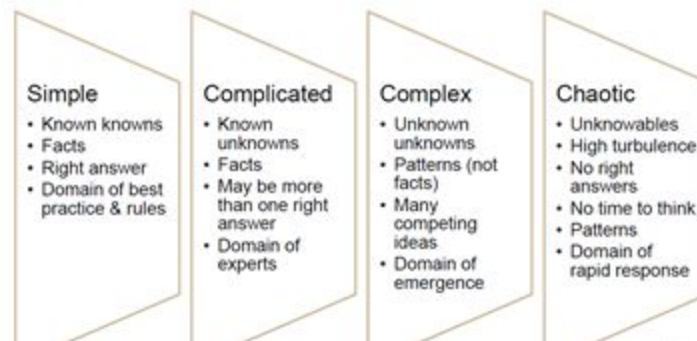 Simple
• Known knowns
• Facts
• Right answer
• Domain of best
practice & rules
Complicated
• Known
unknowns
• Facts
• May be more
than one right
answer
• Domain of
experts
Complex
• Unknown
unknowns
• Patterns (not
facts)
• Many
competing
ideas
• Domain of
emergence
Chaotic
• Unknowables
• High turbulence
• No right
answers
• No time to think
• Patterns
• Domain of
rapid response